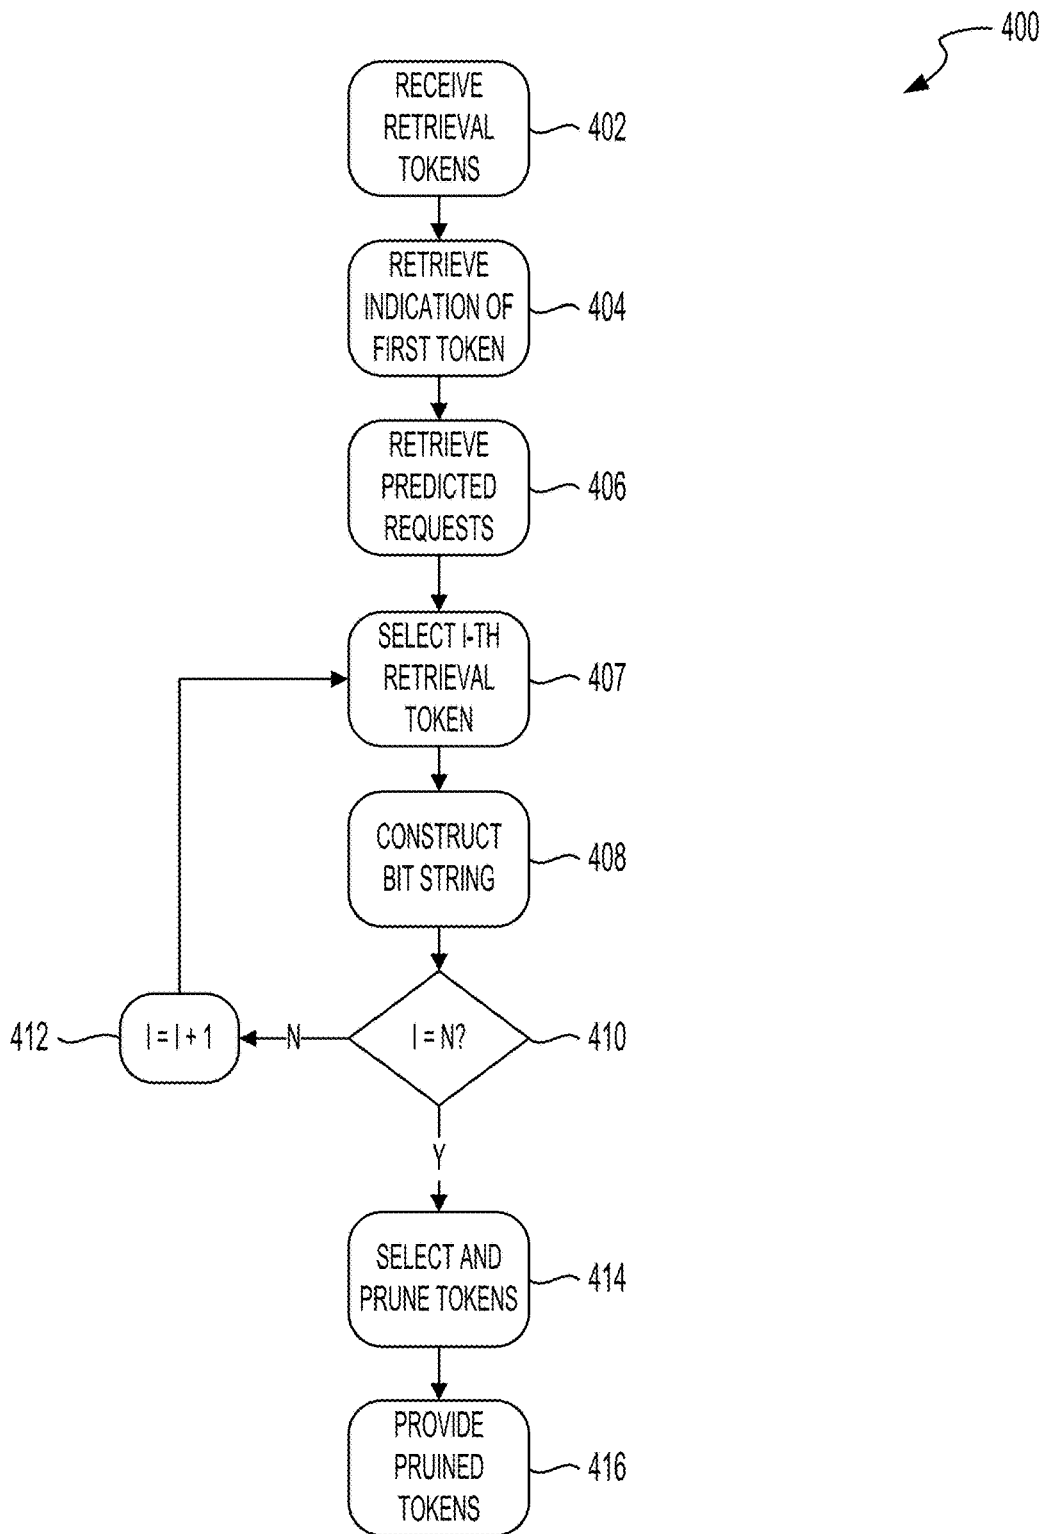 400
RECEIVE
RETRIEVAL
TOKENS
402
RETRIEVE
INDICATION OF
FIRST TOKEN
404
RETRIEVE
PREDICTED
REQUESTS
406
SELECT I-TH
RETRIEVAL
TOKEN
407
CONSTRUCT
BIT STRING
408
412
I = I + 1
N
I = N?
410
Y
SELECT AND
PRUNE TOKENS
414
PROVIDE
PRUINED
TOKENS
416